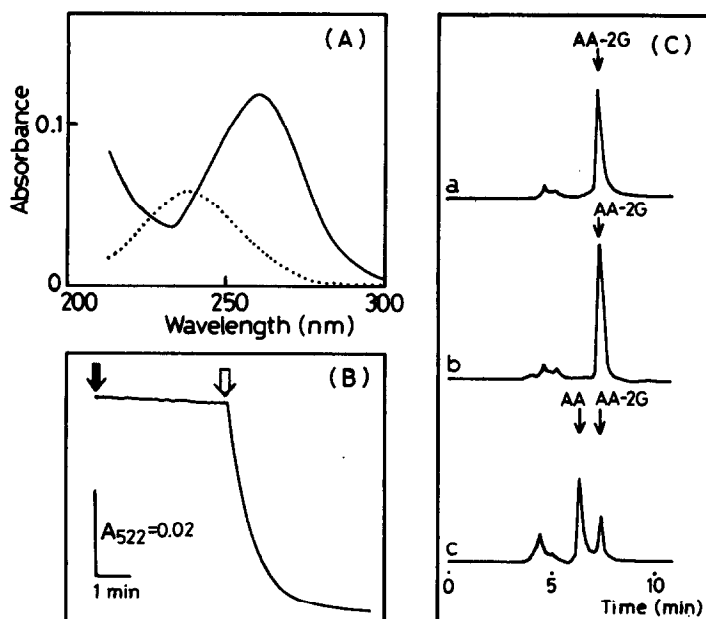 (A)
Absorbance
0.1
0
200
250
300
Wavelength (nm)
(B)
A522=0.02
1 min
(C)
AA-2G
a
AA-2G
b
AA AA-2G
c
0
5
10
Time (min)